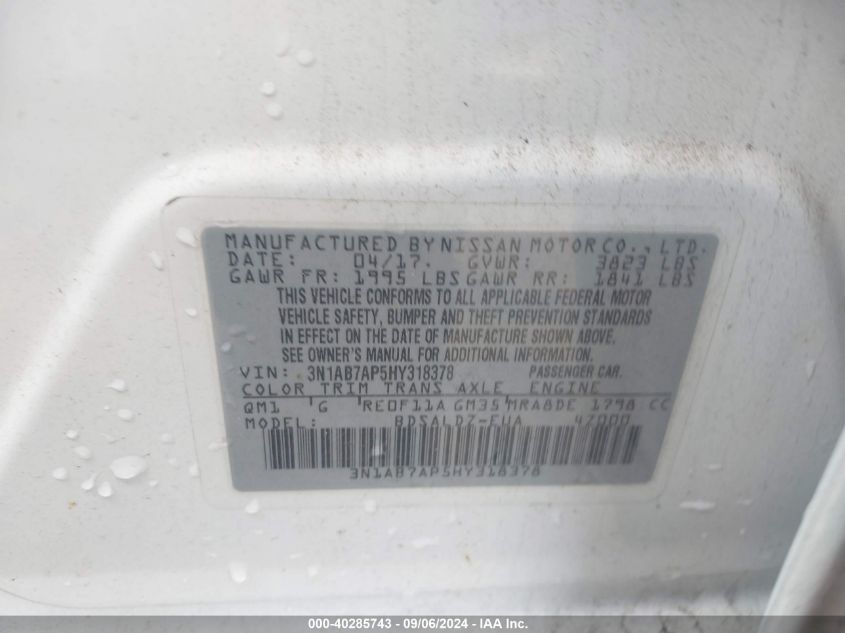 MANUFACTURED BY NISSAN MOTOR CO., LTD.
DATE: 04/17. GVWR: 3823 LBS
GAWR FR: 1995 LBS GAWR RR: 1841 LBS
THIS VEHICLE CONFORMS TO ALL APPLICABLE FEDERAL MOTOR
VEHICLE SAFETY, BUMPER AND THEFT PREVENTION STANDARDS
IN EFFECT ON THE DATE OF MANUFACTURE SHOWN ABOVE.
SEE OWNER'S MANUAL FOR ADDITIONAL INFORMATION.
VIN: 3N1AB7AP5HY318378 PASSENGER CAR.
COLOR TRIM TRANS AXLE ENGINE
QM1 G RE0F11A GM35 MRA8DE 1798 CC
MODEL: BDSALDZ-EUA 47000
3N1AB7AP5HY318378
000-40285743 - 09/06/2024 - IAA Inc.